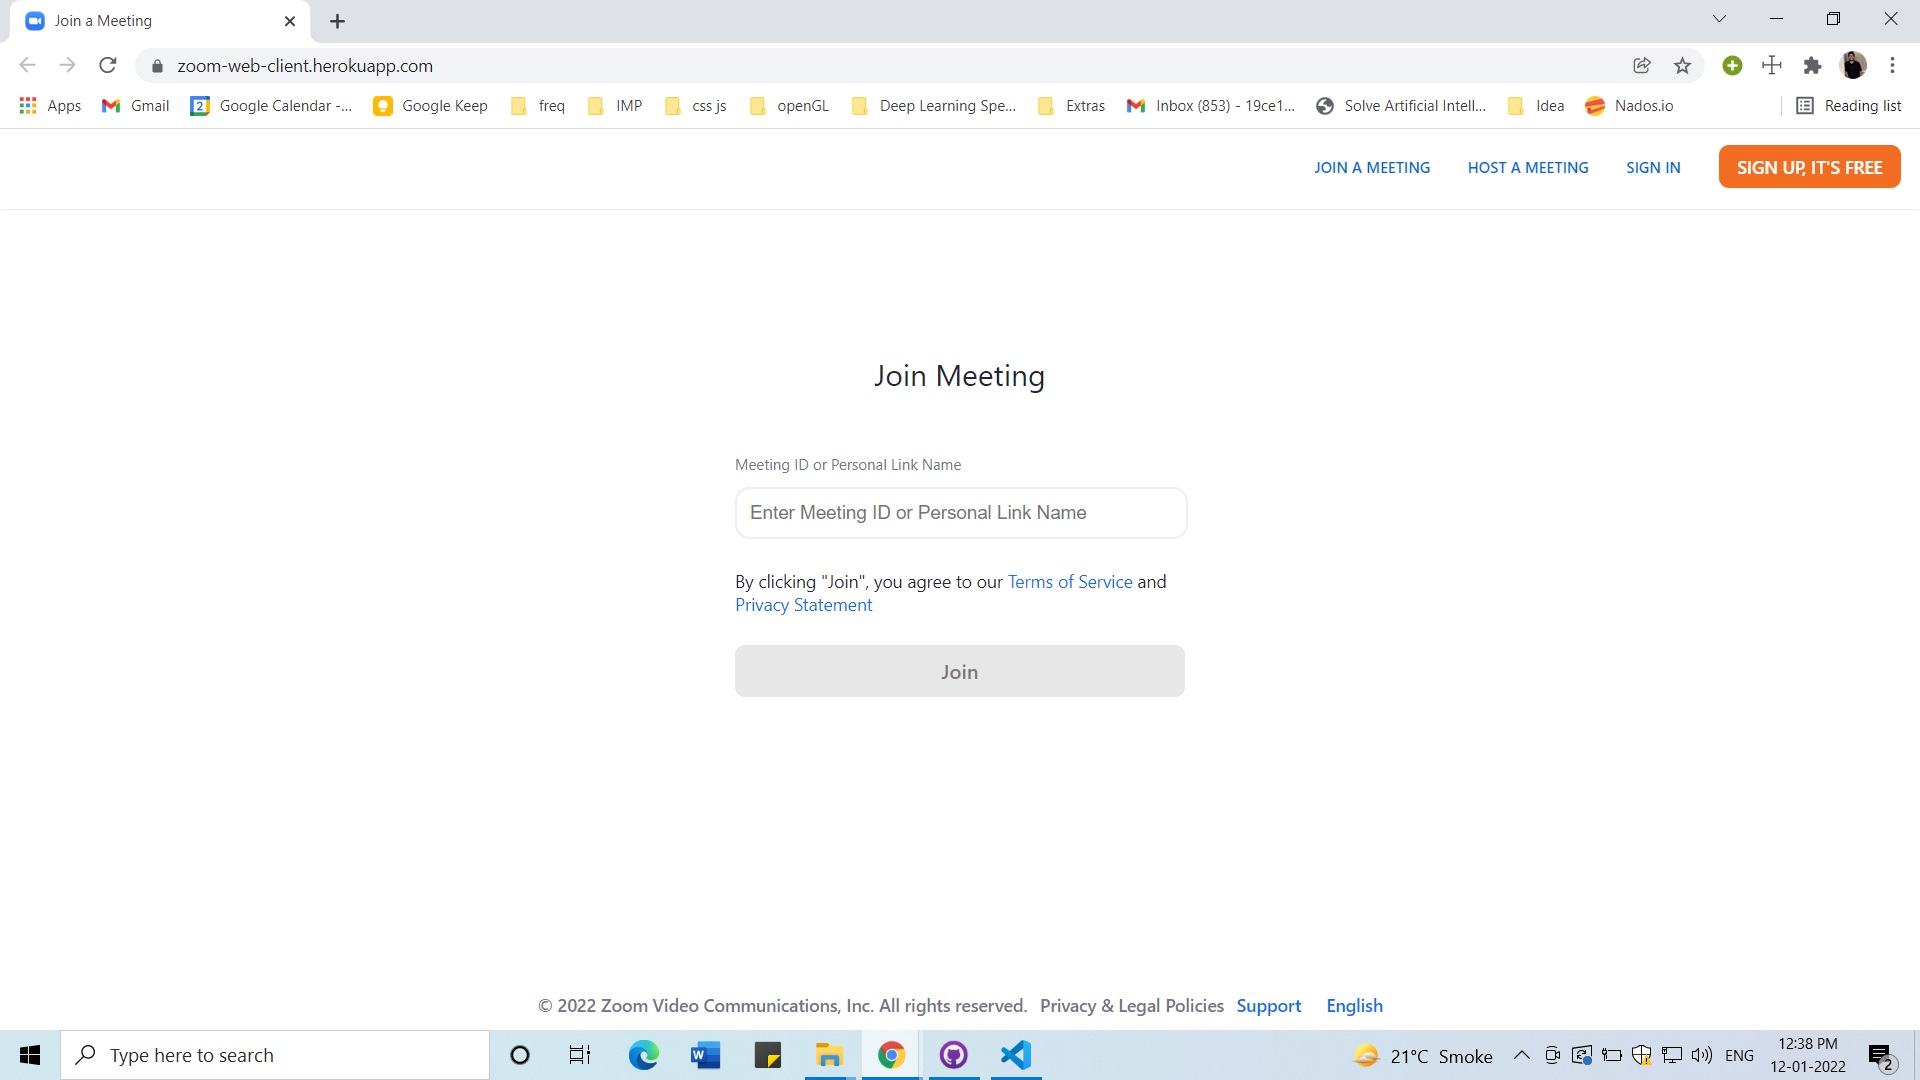 Join a Meeting
zoom-web-client.herokuapp.com
Apps Gmail Google Calendar -... Google Keep freq IMP css js openGL Deep Learning Spe... Extras Inbox (853) - 19ce1... Solve Artificial Intell... Idea Nados.io Reading list
JOIN A MEETING HOST A MEETING SIGN IN SIGN UP, IT'S FREE
Join Meeting
Meeting ID or Personal Link Name
Enter Meeting ID or Personal Link Name
By clicking "Join", you agree to our Terms of Service and
Privacy Statement
Join
© 2022 Zoom Video Communications, Inc. All rights reserved. Privacy & Legal Policies Support English
Type here to search
21°C Smoke
ENG
12:38 PM
12-01-2022
2